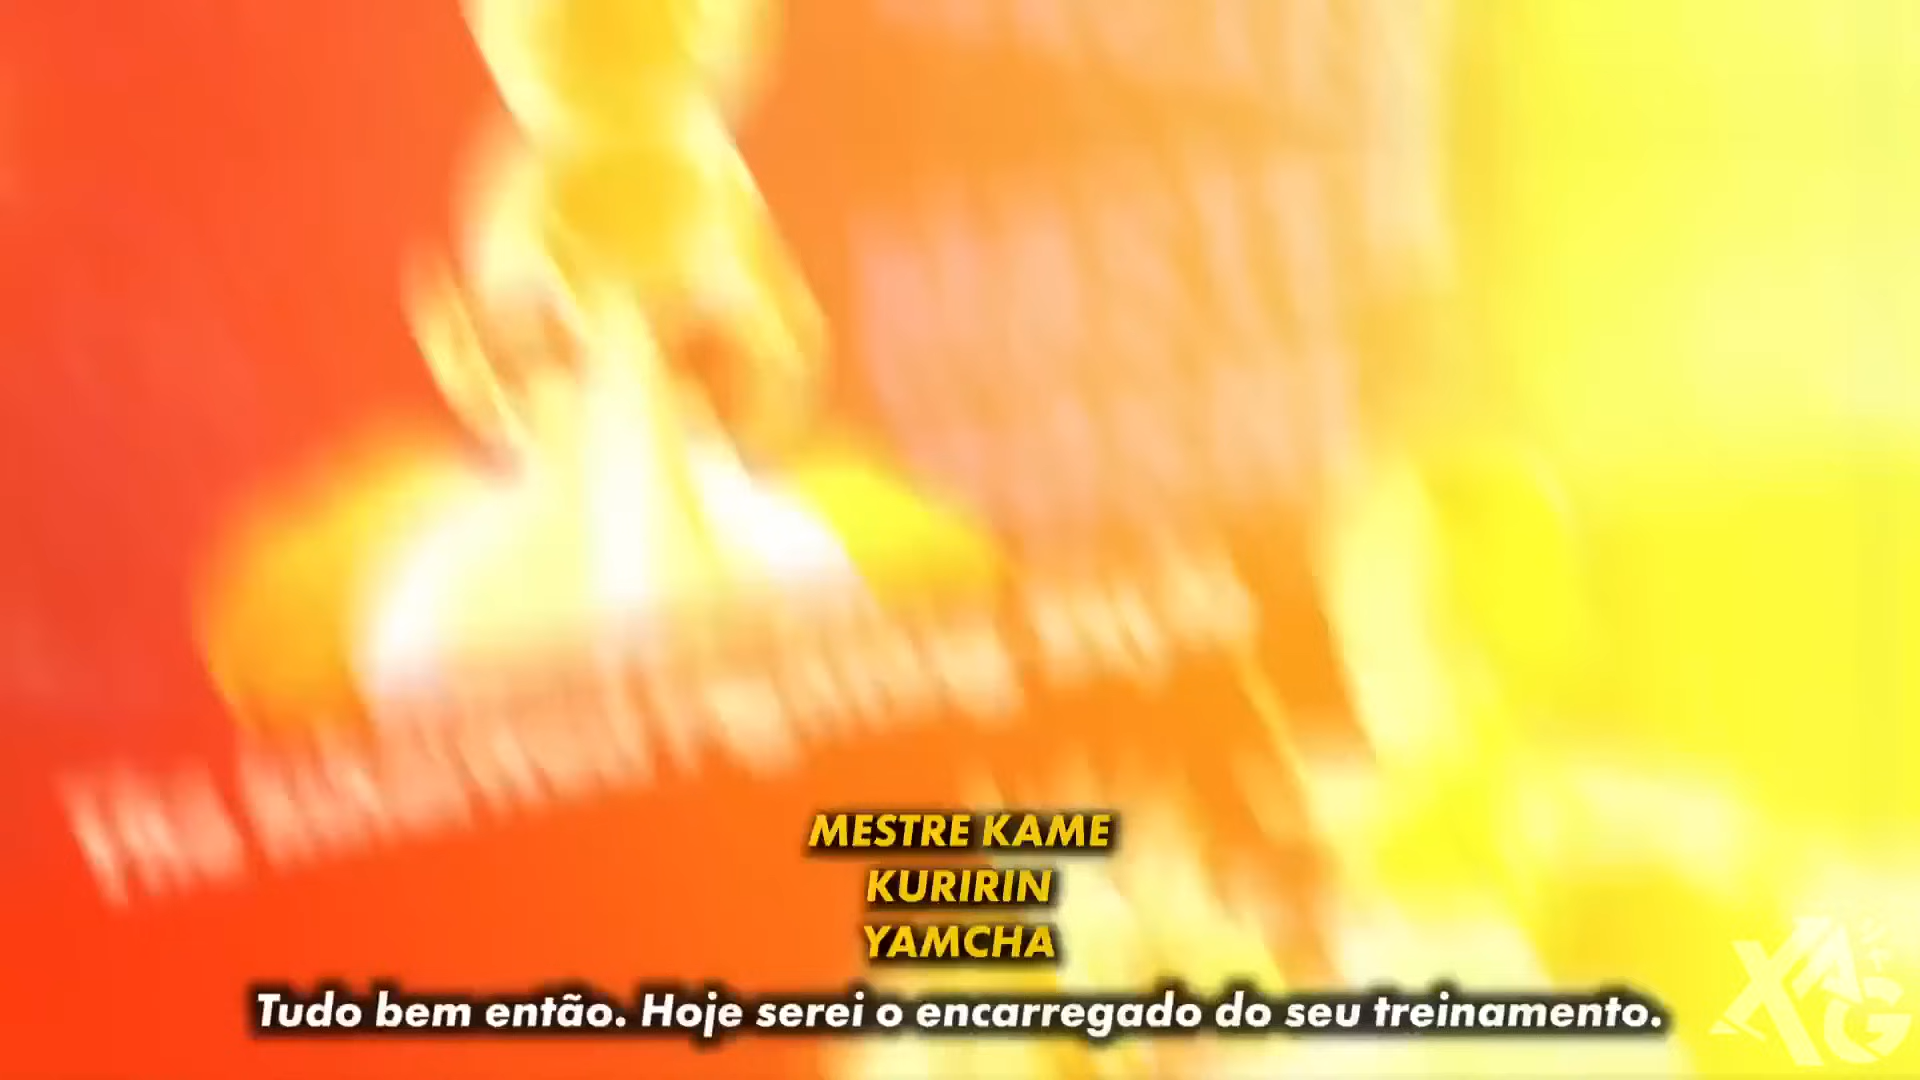 MESTRE KAME
KURIRIN
YAMCHA
Tudo bem então. Hoje serei o encarregado do seu treinamento.